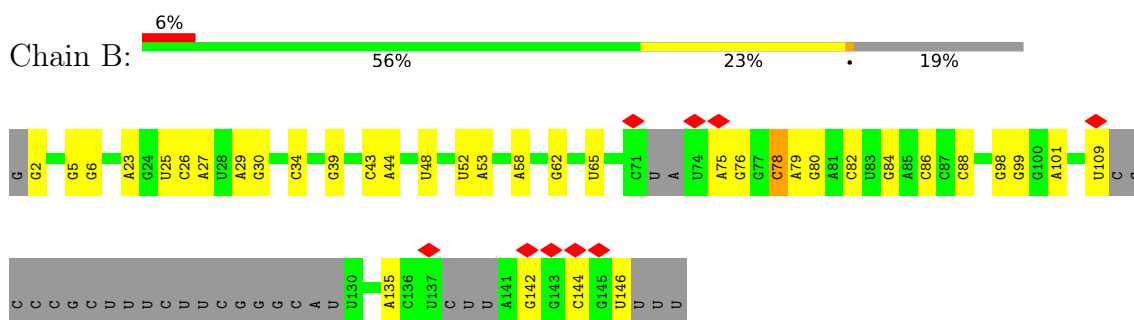 6%
Chain B:
56% 23% • 19%
G G2 G5 G6 A23 G24 U25 C26 A27 U28 A29 G30 C34 G39 C43 A44 U48 U52 A53 A58 G62 U65 C71 U A U74 A75 G76 G77 C78 A79 G80 A81 C82 U83 G84 A85 C86 C87 C88 G98 G99 G100 A101 U109 C G
C C C G C U U U C U U C G G G C A U U130 A135 C136 U137 C U U A141 G142 G143 C144 G145 U146 U U U